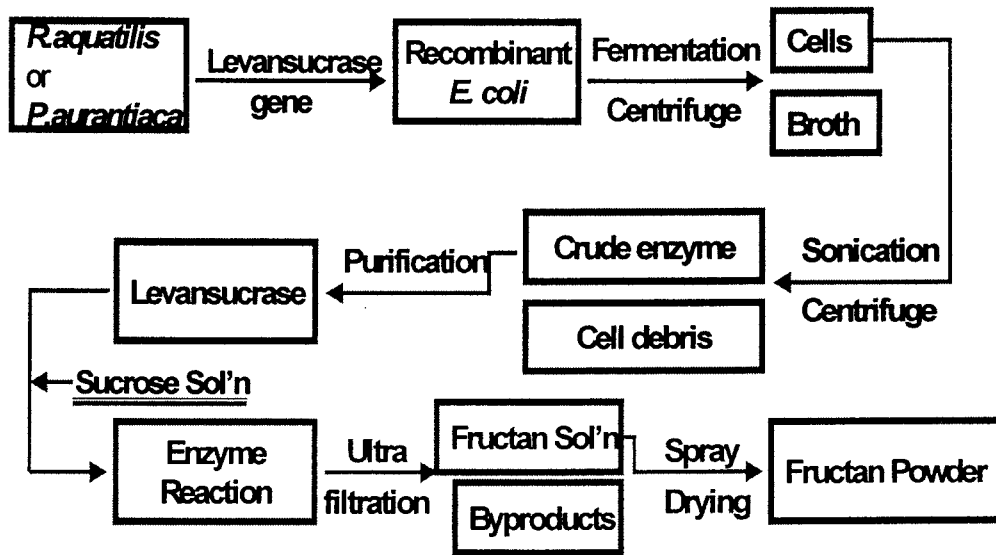 R.aquatilis
or
P.aurantiaca
Levansucrase
gene
Recombinant
E. coli
Fermentation
Centrifuge
Cells
Broth
Sonication
Centrifuge
Crude enzyme
Cell debris
Purification
Levansucrase
Sucrose Sol'n
Enzyme
Reaction
Ultra
filtration
Fructan Sol'n
Byproducts
Spray
Drying
Fructan Powder